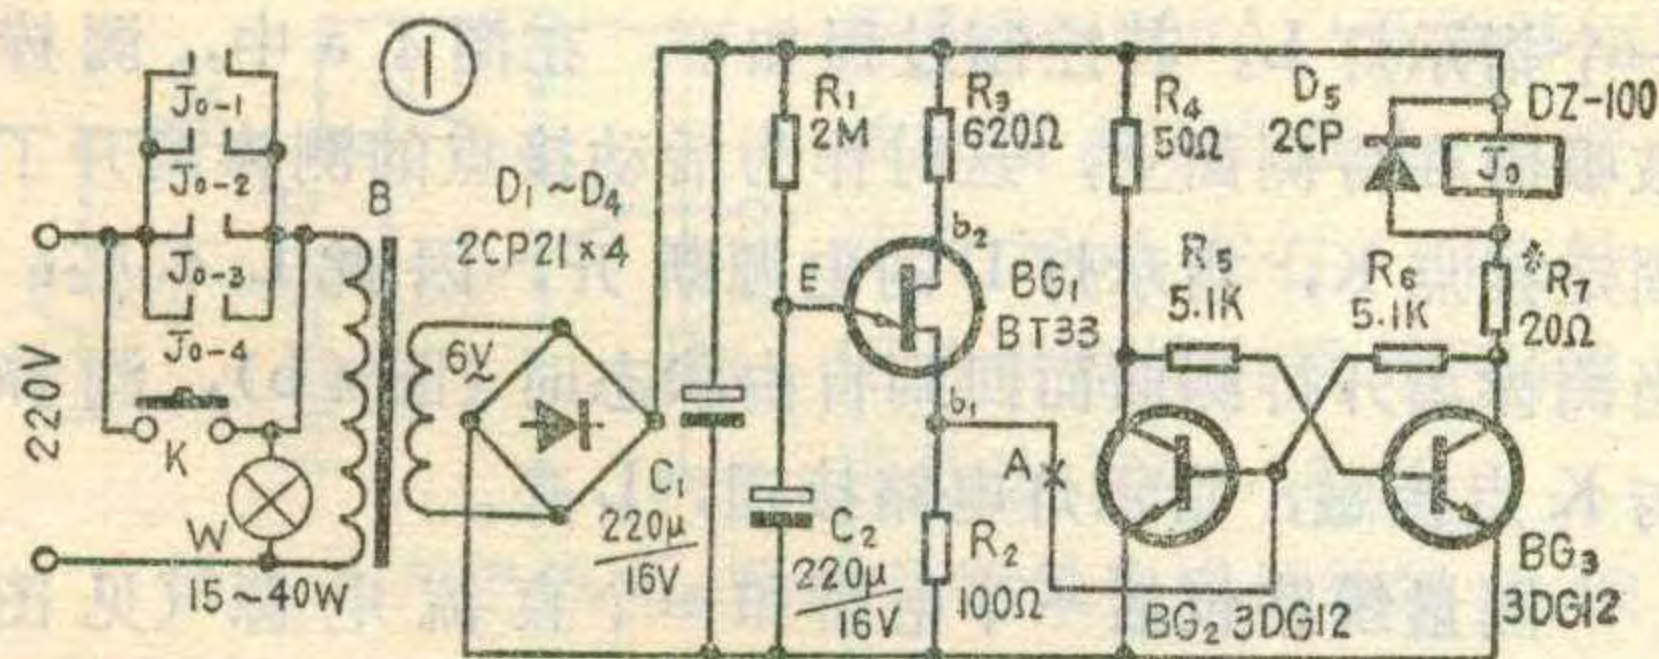 ①
J₀-1
J₀-2
J₀-3
J₀-4
220V
K
W
15~40W
B
6V~
D₁~D₄
2CP21×4
C₁
220μ
16V
R₁
2M
E
C₂
220μ
16V
R₃
620Ω
b₂
BG₁
BT33
b₁
A
R₂
100Ω
R₄
50Ω
R₅
5.1K
R₆
5.1K
D₅
2CP
DZ-100
J₀
*R₇
20Ω
BG₂ 3DG12
BG₃
3DG12